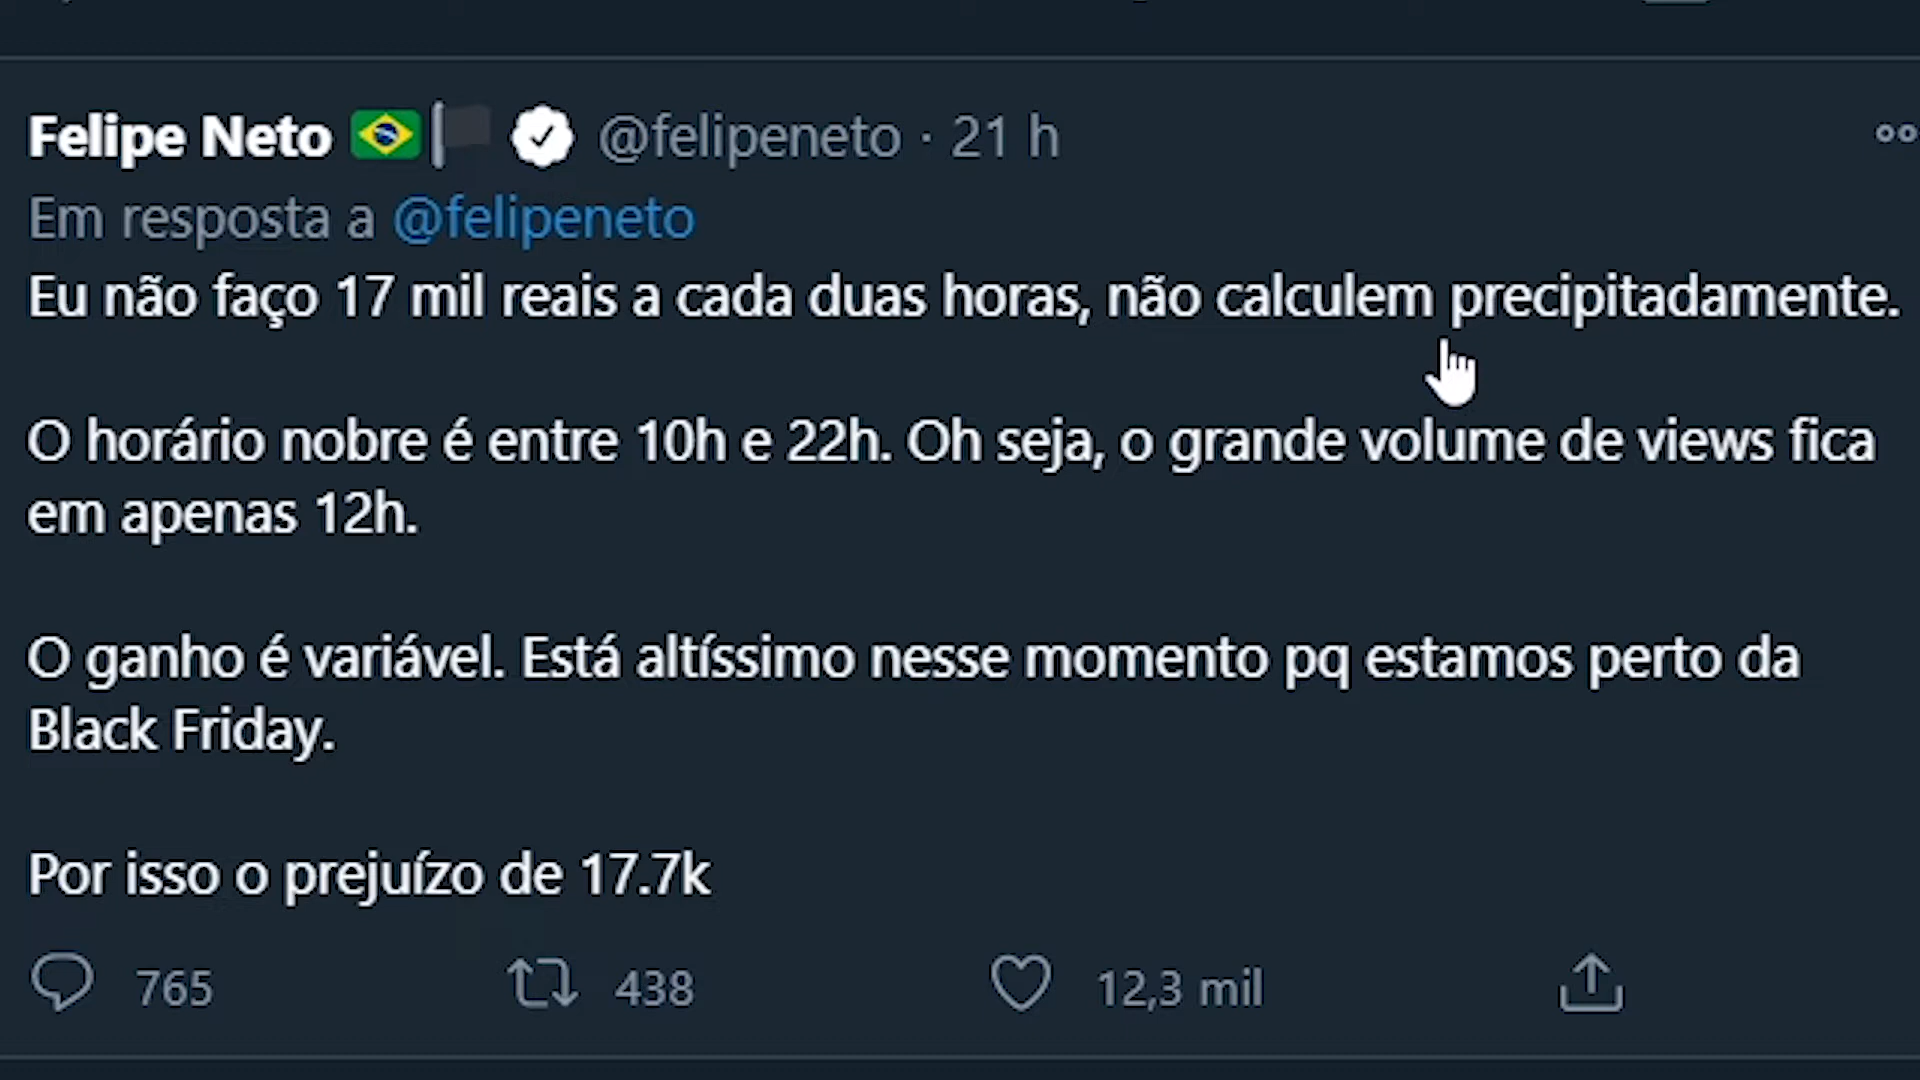 Felipe Neto 🇧🇷🏴 @felipeneto · 21 h
Em resposta a @felipeneto
Eu não faço 17 mil reais a cada duas horas, não calculem precipitadamente.
O horário nobre é entre 10h e 22h. Oh seja, o grande volume de views fica
em apenas 12h.
O ganho é variável. Está altíssimo nesse momento pq estamos perto da
Black Friday.
Por isso o prejuízo de 17.7k
765 438 12,3 mil